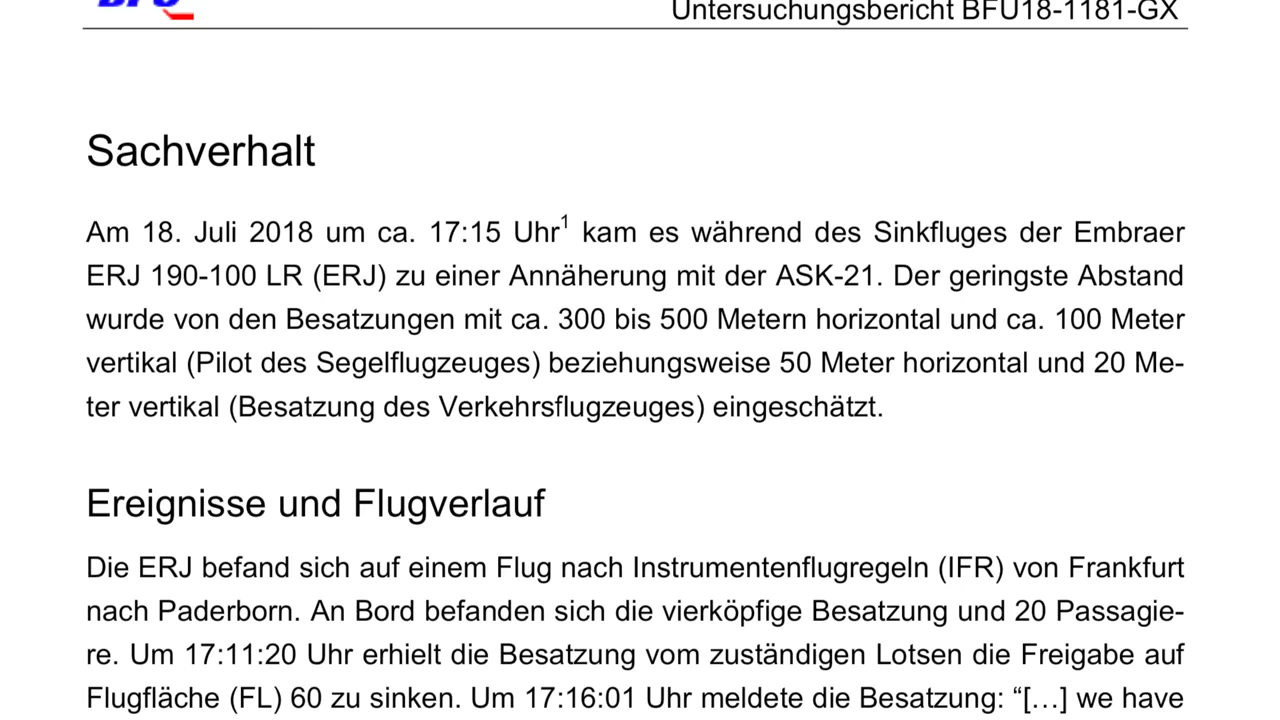 BFU
Untersuchungsbericht BFU18-1181-GX
Sachverhalt
Am 18. Juli 2018 um ca. 17:15 Uhr¹ kam es während des Sinkfluges der Embraer
ERJ 190-100 LR (ERJ) zu einer Annäherung mit der ASK-21. Der geringste Abstand
wurde von den Besatzungen mit ca. 300 bis 500 Metern horizontal und ca. 100 Meter
vertikal (Pilot des Segelflugzeuges) beziehungsweise 50 Meter horizontal und 20 Me-
ter vertikal (Besatzung des Verkehrsflugzeuges) eingeschätzt.
Ereignisse und Flugverlauf
Die ERJ befand sich auf einem Flug nach Instrumentenflugregeln (IFR) von Frankfurt
nach Paderborn. An Bord befanden sich die vierköpfige Besatzung und 20 Passagie-
re. Um 17:11:20 Uhr erhielt die Besatzung vom zuständigen Lotsen die Freigabe auf
Flugfläche (FL) 60 zu sinken. Um 17:16:01 Uhr meldete die Besatzung: “[…] we have